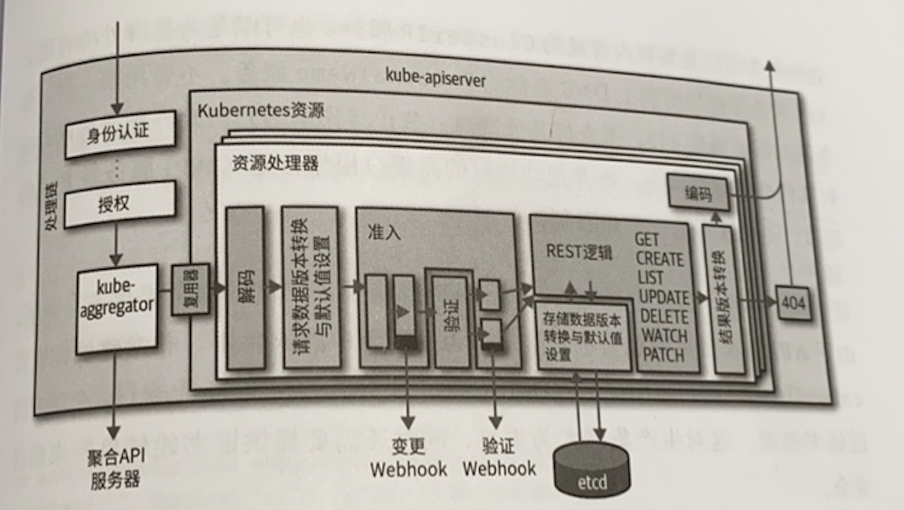 kube-apiserver
Kubernetes资源
身份认证
资源处理器
处理链
授权
编码
准入
REST逻辑
GET
CREATE
LIST
UPDATE
DELETE
WATCH
PATCH
kube-
aggregator
复用器
解码
请求数据版本转换
与默认值设置
验证
存储数据版本
转换与默认值
设置
结果版本转换
404
聚合API
服务器
变更
Webhook
验证
Webhook
etcd